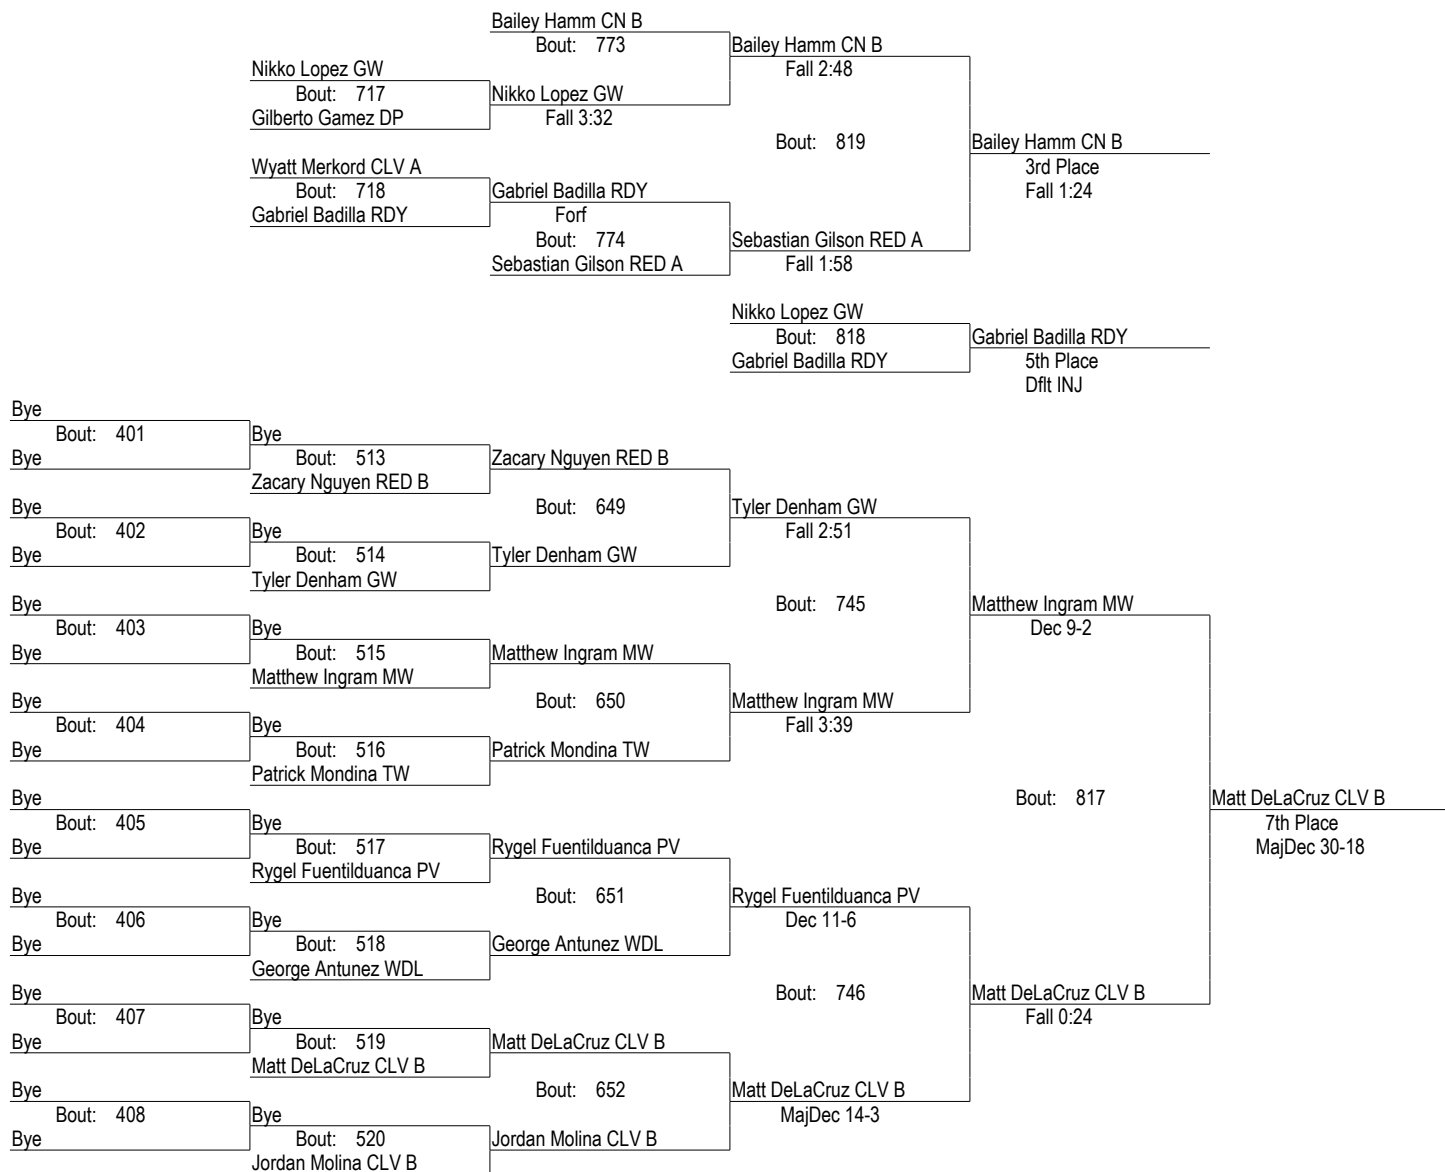 Bailey Hamm CN B
Bout: 773
Bailey Hamm CN B
Nikko Lopez GW
Fall 2:48
Bout: 717
Nikko Lopez GW
Gilberto Gamez DP
Fall 3:32
Bout: 819
Bailey Hamm CN B
Wyatt Merkord CLV A
3rd Place
Bout: 718
Gabriel Badilla RDY
Fall 1:24
Gabriel Badilla RDY
Forf
Bout: 774
Sebastian Gilson RED A
Sebastian Gilson RED A
Fall 1:58
Nikko Lopez GW
Bout: 818
Gabriel Badilla RDY
Gabriel Badilla RDY
5th Place
Dflt INJ
Bye
Bout: 401
Bye
Bye
Bout: 513
Zacary Nguyen RED B
Zacary Nguyen RED B
Bye
Bout: 649
Tyler Denham GW
Bout: 402
Bye
Fall 2:51
Bye
Bout: 514
Tyler Denham GW
Tyler Denham GW
Bye
Bout: 745
Matthew Ingram MW
Bout: 403
Bye
Dec 9-2
Bye
Bout: 515
Matthew Ingram MW
Matthew Ingram MW
Bye
Bout: 650
Matthew Ingram MW
Bout: 404
Bye
Fall 3:39
Bye
Bout: 516
Patrick Mondina TW
Patrick Mondina TW
Bye
Bout: 817
Matt DeLaCruz CLV B
Bout: 405
Bye
7th Place
Bye
Bout: 517
Rygel Fuentilduanca PV
MajDec 30-18
Rygel Fuentilduanca PV
Bye
Bout: 651
Rygel Fuentilduanca PV
Bout: 406
Bye
Dec 11-6
Bye
Bout: 518
George Antunez WDL
George Antunez WDL
Bye
Bout: 746
Matt DeLaCruz CLV B
Bout: 407
Bye
Fall 0:24
Bye
Bout: 519
Matt DeLaCruz CLV B
Matt DeLaCruz CLV B
Bye
Bout: 652
Matt DeLaCruz CLV B
Bout: 408
Bye
MajDec 14-3
Bye
Bout: 520
Jordan Molina CLV B
Jordan Molina CLV B